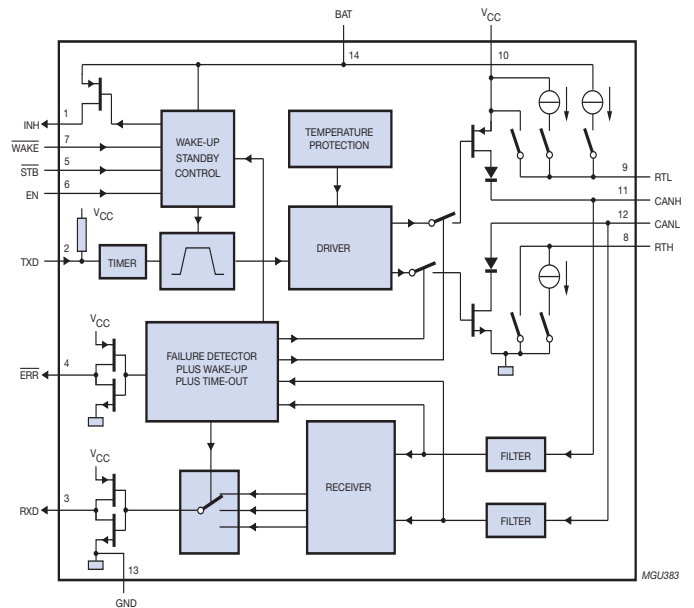 BAT
VCC
14
10
1
INH
7
WAKE
5
STB
6
EN
WAKE-UP
STANDBY
CONTROL
TEMPERATURE
PROTECTION
9
RTL
11
CANH
12
CANL
8
RTH
VCC
2
TXD
TIMER
DRIVER
VCC
4
ERR
FAILURE DETECTOR
PLUS WAKE-UP
PLUS TIME-OUT
VCC
3
RXD
RECEIVER
FILTER
FILTER
13
GND
MGU383